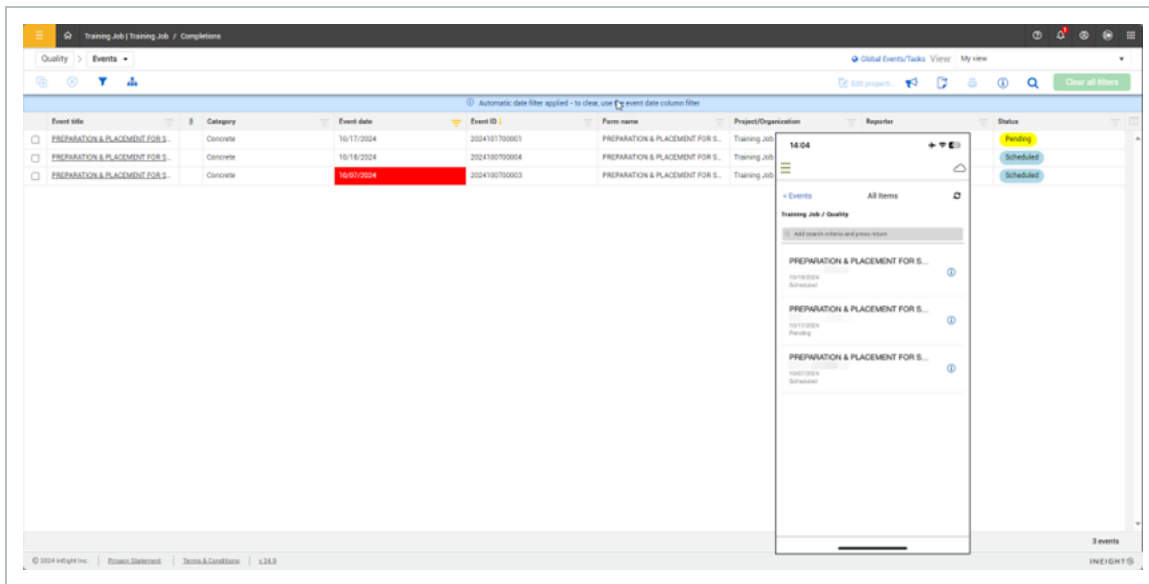 Training Job | Training Job / Completions
Quality > Events
Global Events/Tasks View: My view
Edit properti... Clear all filters
Automatic date filter applied - to clear, use the event date column filter
Event title Category Event date Event ID Form name Project/Organization Reporter Status
PREPARATION & PLACEMENT FOR S... Concrete 10/17/2024 2024101700001 PREPARATION & PLACEMENT FOR S... Training Job Pending
PREPARATION & PLACEMENT FOR S... Concrete 10/18/2024 2024100700004 PREPARATION & PLACEMENT FOR S... Training Job Scheduled
PREPARATION & PLACEMENT FOR S... Concrete 10/07/2024 2024100700003 PREPARATION & PLACEMENT FOR S... Training Job Scheduled
14:04
< Events All Items
Training Job / Quality
Add search criteria and press return
PREPARATION & PLACEMENT FOR S...
10/18/2024
Scheduled
PREPARATION & PLACEMENT FOR S...
10/17/2024
Pending
PREPARATION & PLACEMENT FOR S...
10/07/2024
Scheduled
3 events
© 2024 InEight Inc. | Privacy Statement | Terms & Conditions | v.24.9
INEIGHT